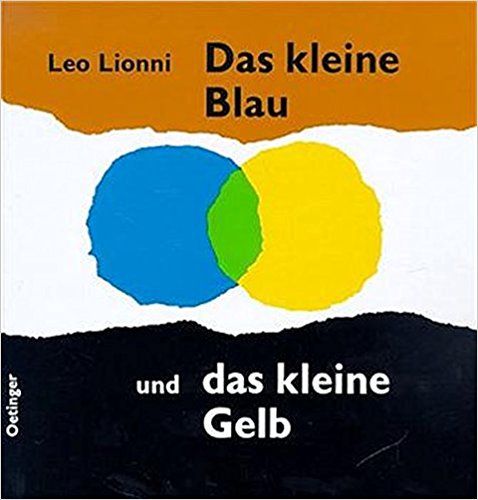 Leo Lionni Das kleine
Blau
und das kleine
Gelb
Oetinger